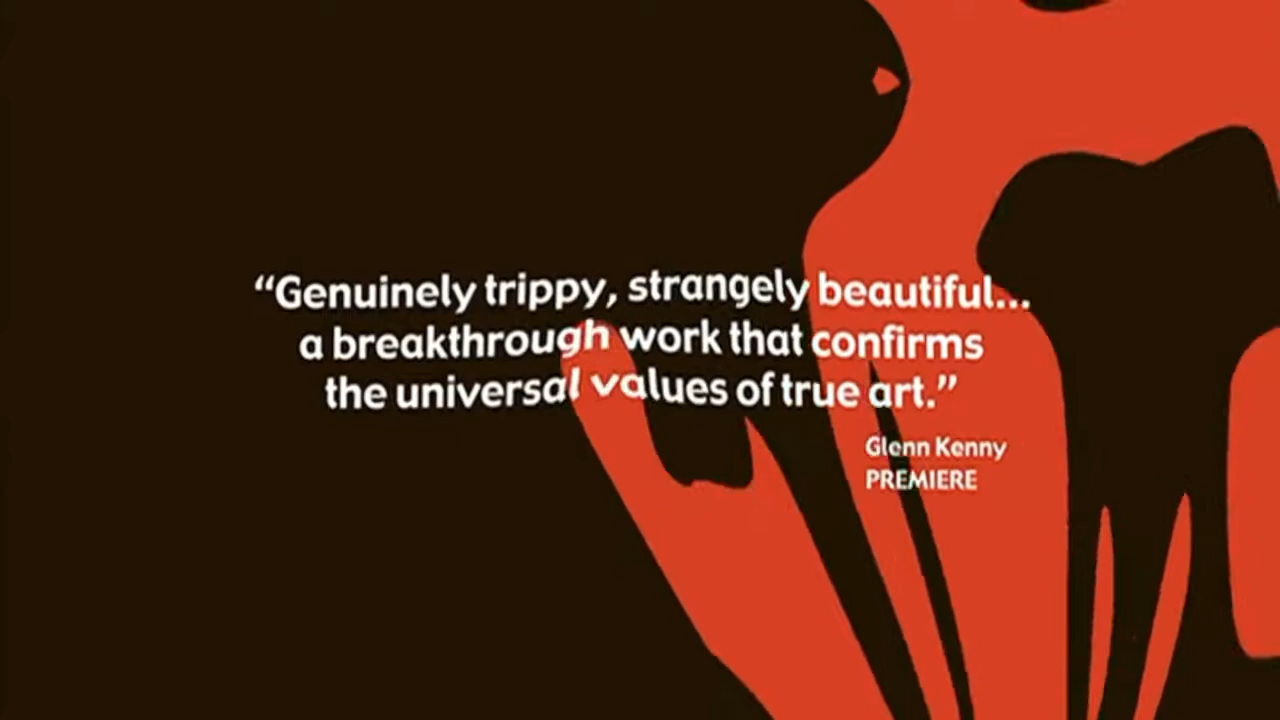 “Genuinely trippy, strangely beautiful...
a breakthrough work that confirms
the universal values of true art.”
Glenn Kenny
PREMIERE